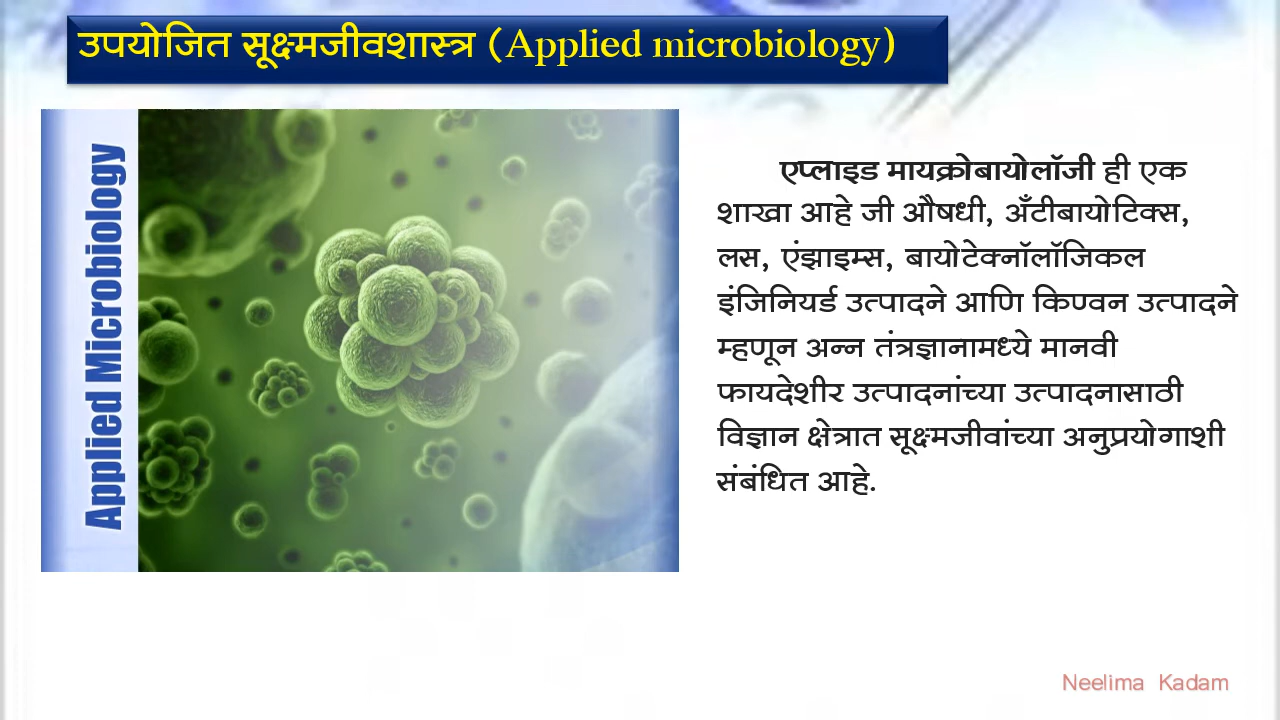 उपयोजित सूक्ष्मजीवशास्त्र (Applied microbiology)
Applied Microbiology
एप्लाइड मायक्रोबायोलॉजी ही एक
शाखा आहे जी औषधी, अँटीबायोटिक्स,
लस, एंझाइम्स, बायोटेक्नॉलॉजिकल
इंजिनियर्ड उत्पादने आणि किण्वन उत्पादने
म्हणून अन्न तंत्रज्ञानामध्ये मानवी
फायदेशीर उत्पादनांच्या उत्पादनासाठी
विज्ञान क्षेत्रात सूक्ष्मजीवांच्या अनुप्रयोगाशी
संबंधित आहे.
Neelima Kadam